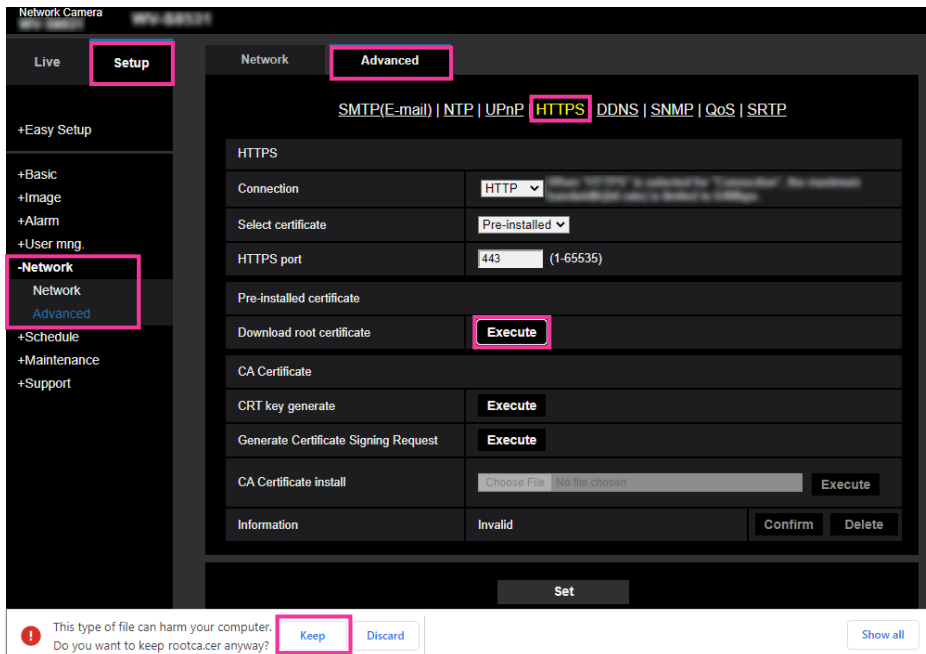 Network Camera
WV-S8531
Live
Setup
Network
Advanced
SMTP(E-mail) | NTP | UPnP | HTTPS | DDNS | SNMP | QoS | SRTP
+Easy Setup
+Basic
+Image
+Alarm
+User mng.
-Network
Network
Advanced
+Schedule
+Maintenance
+Support
HTTPS
Connection
HTTP
Select certificate
Pre-installed
HTTPS port
443
(1-65535)
Pre-installed certificate
Download root certificate
Execute
CA Certificate
CRT key generate
Execute
Generate Certificate Signing Request
Execute
CA Certificate install
Choose File No file chosen
Execute
Information
Invalid
Confirm
Delete
Set
This type of file can harm your computer.
Do you want to keep rootca.cer anyway?
Keep
Discard
Show all